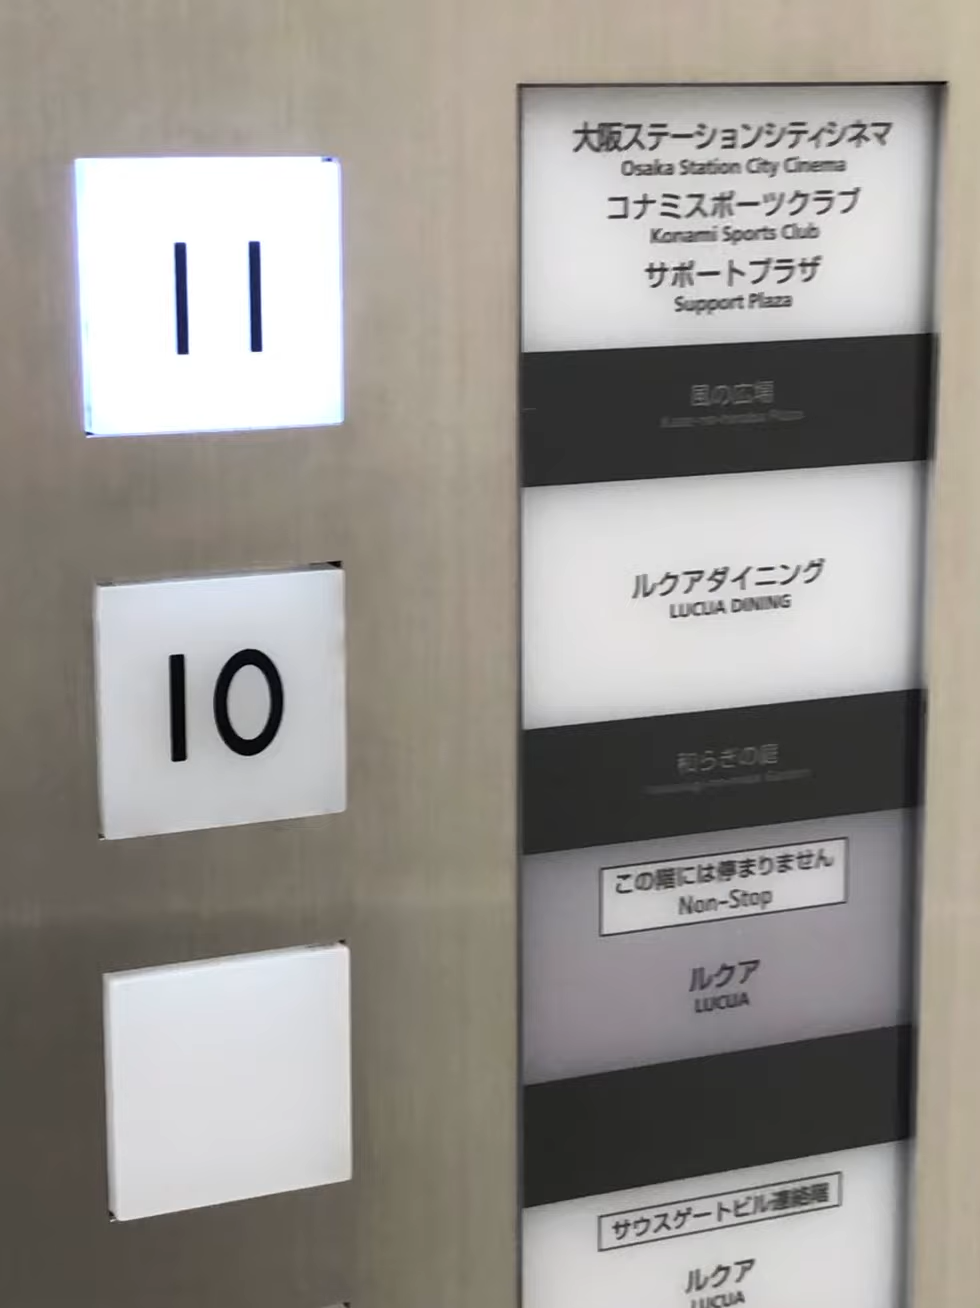 11
大阪ステーションシティシネマ
Osaka Station City Cinema
コナミスポーツクラブ
Konami Sports Club
サポートプラザ
Support Plaza
風の広場
10
ルクアダイニング
LUCUA DINING
和らぎの庭
この階には停まりません
Non-Stop
ルクア
LUCUA
サウスゲートビル連絡階
ルクア
LUCUA